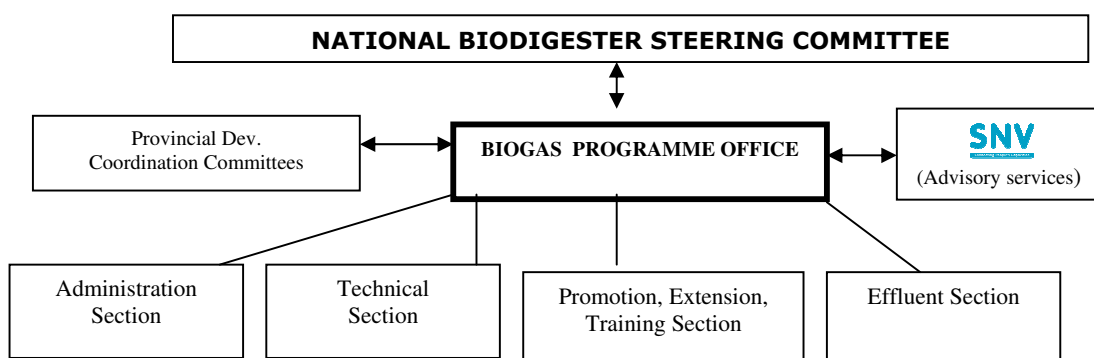 NATIONAL BIODIGESTER STEERING COMMITTEE
Provincial Dev.
Coordination Committees
BIOGAS PROGRAMME OFFICE
SNV
(Advisory services)
Administration
Section
Technical
Section
Promotion, Extension,
Training Section
Effluent Section